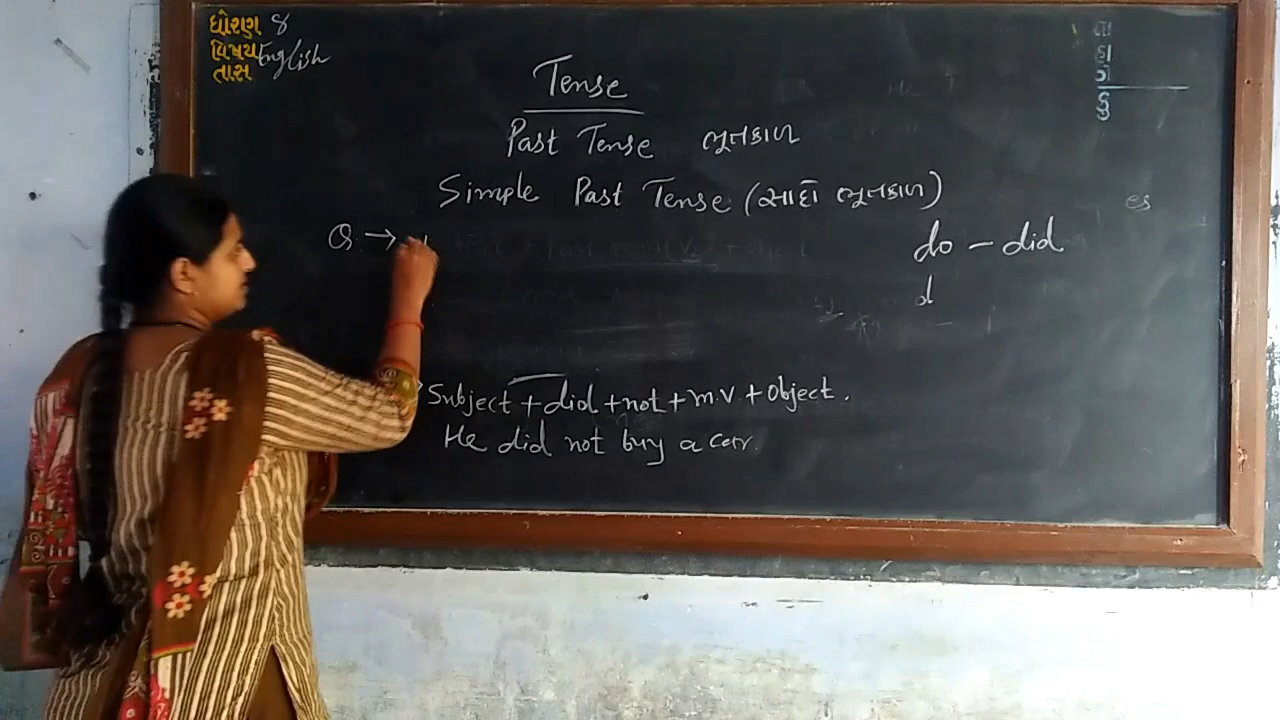 ધોરણ 8
વિષય English
તાસ
તા
હા
ગે
કુ
Tense
Past Tense ભૂતકાળ
Simple Past Tense (સાદો ભૂતકાળ)
es
Q →
do - did
d
Subject + did + not + m.v + Object.
He did not buy a car.